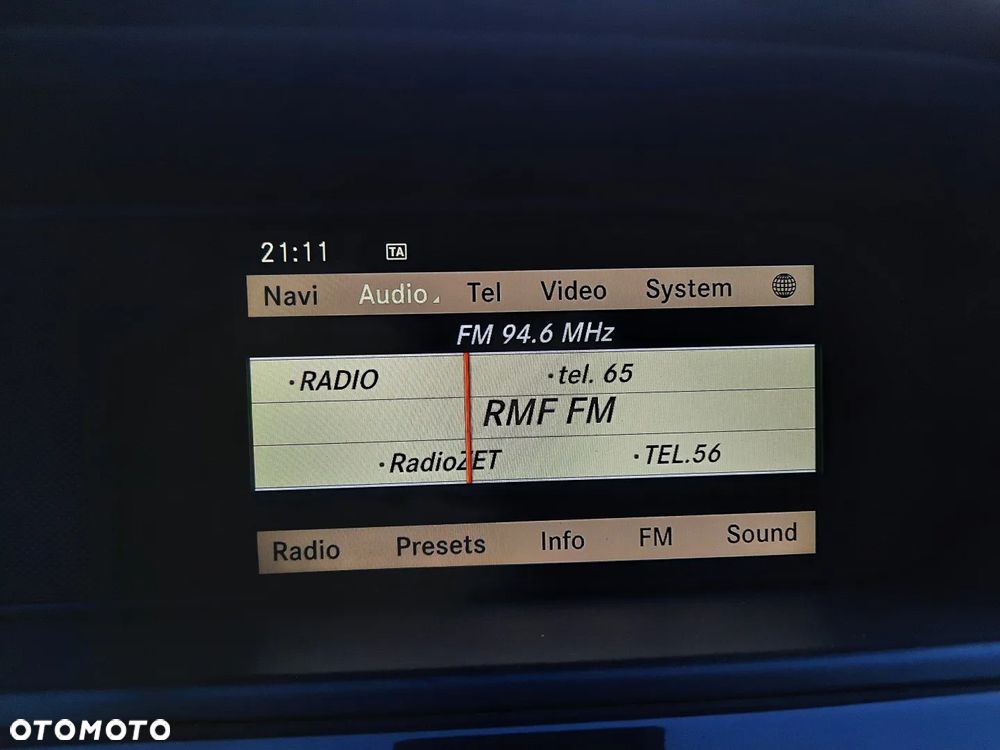 21:11 TA
Navi Audio Tel Video System
FM 94.6 MHz
·RADIO ·tel. 65
RMF FM
·RadioZET ·TEL.56
Radio Presets Info FM Sound
OTOMOTO